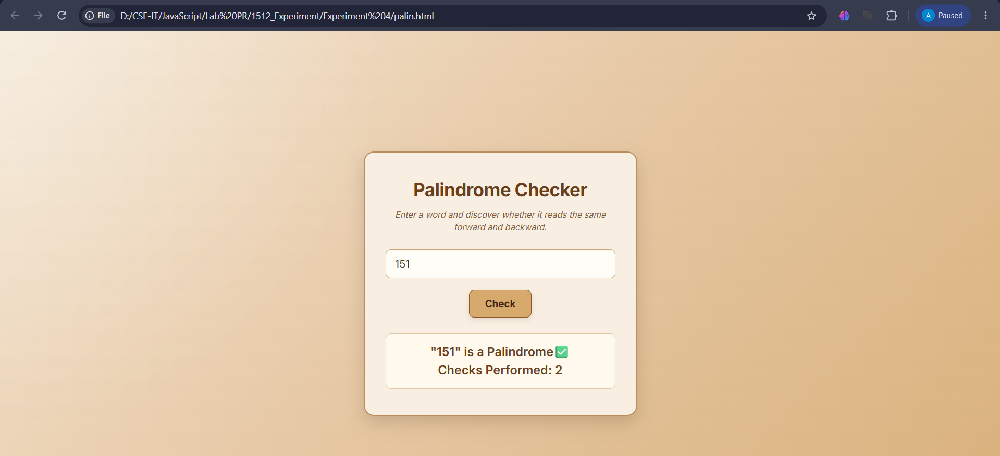 File
D:/CSE-IT/JavaScript/Lab%20PR/1512_Experiment/Experiment%204/palin.html
A
Paused
Palindrome Checker
Enter a word and discover whether it reads the same
forward and backward.
151
Check
"151" is a Palindrome ✅
Checks Performed: 2